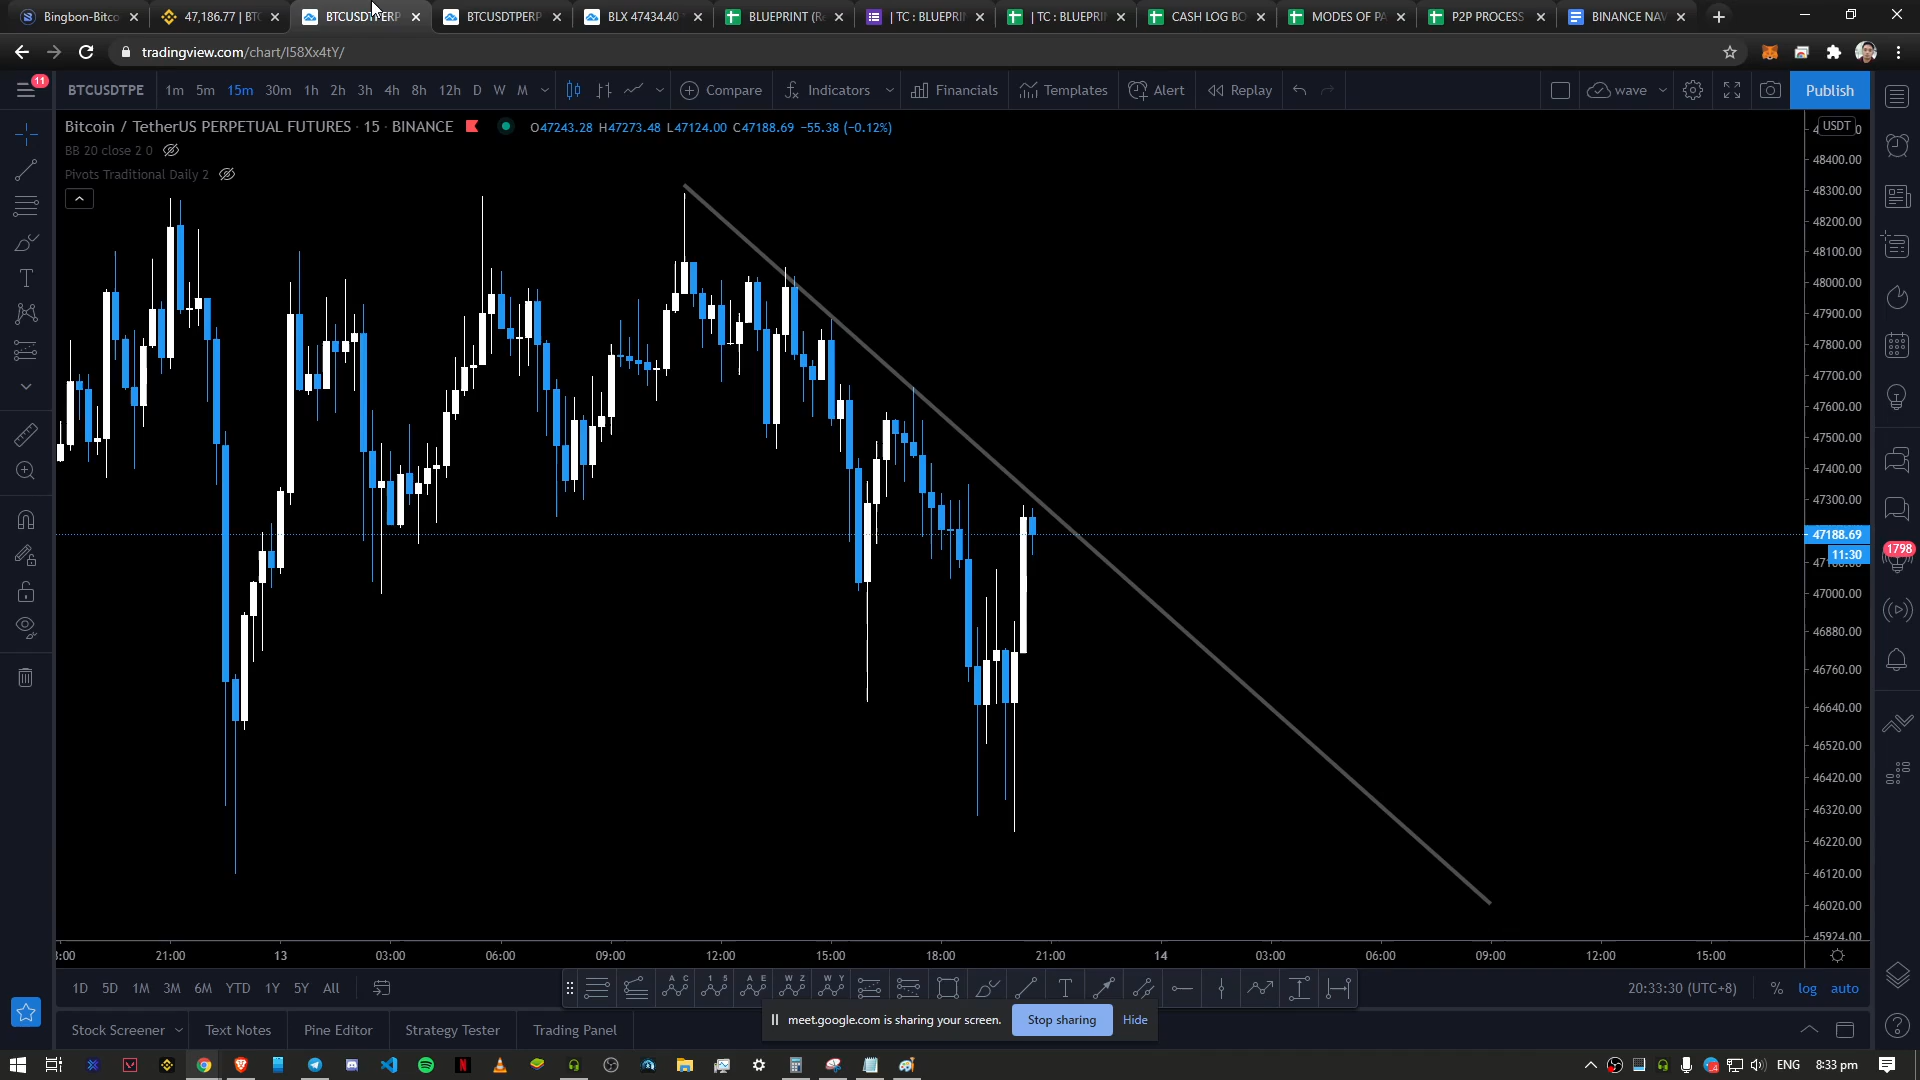 Bingbon-Bitco
47,186.77 | BTC
BTCUSDTPERP
BTCUSDTPERP
BLX 47434.40
BLUEPRINT (R
| TC : BLUEPRIN
| TC : BLUEPRI
CASH LOG BO
MODES OF PA
P2P PROCESS
BINANCE NAV
tradingview.com/chart/I58Xx4tY/
11
BTCUSDTPE 1m 5m 15m 30m 1h 2h 3h 4h 8h 12h D W M Compare Indicators Financials Templates Alert Replay wave Publish
Bitcoin / TetherUS PERPETUAL FUTURES · 15 · BINANCE O47243.28 H47273.48 L47124.00 C47188.69 −55.38 (−0.12%)
USDT
BB 20 close 2 0
Pivots Traditional Daily 2
48400.00
48300.00
48200.00
48100.00
48000.00
47900.00
47800.00
47700.00
47600.00
47500.00
47400.00
47300.00
47188.69
11:30
1798
47000.00
46880.00
46760.00
46640.00
46520.00
46420.00
46320.00
46220.00
46120.00
46020.00
45924.00
21:00 13 03:00 06:00 09:00 12:00 15:00 18:00 21:00 14 03:00 06:00 09:00 12:00 15:00
1D 5D 1M 3M 6M YTD 1Y 5Y All
20:33:30 (UTC+8) % log auto
Stock Screener Text Notes Pine Editor Strategy Tester Trading Panel
meet.google.com is sharing your screen. Stop sharing Hide
ENG 8:33 pm